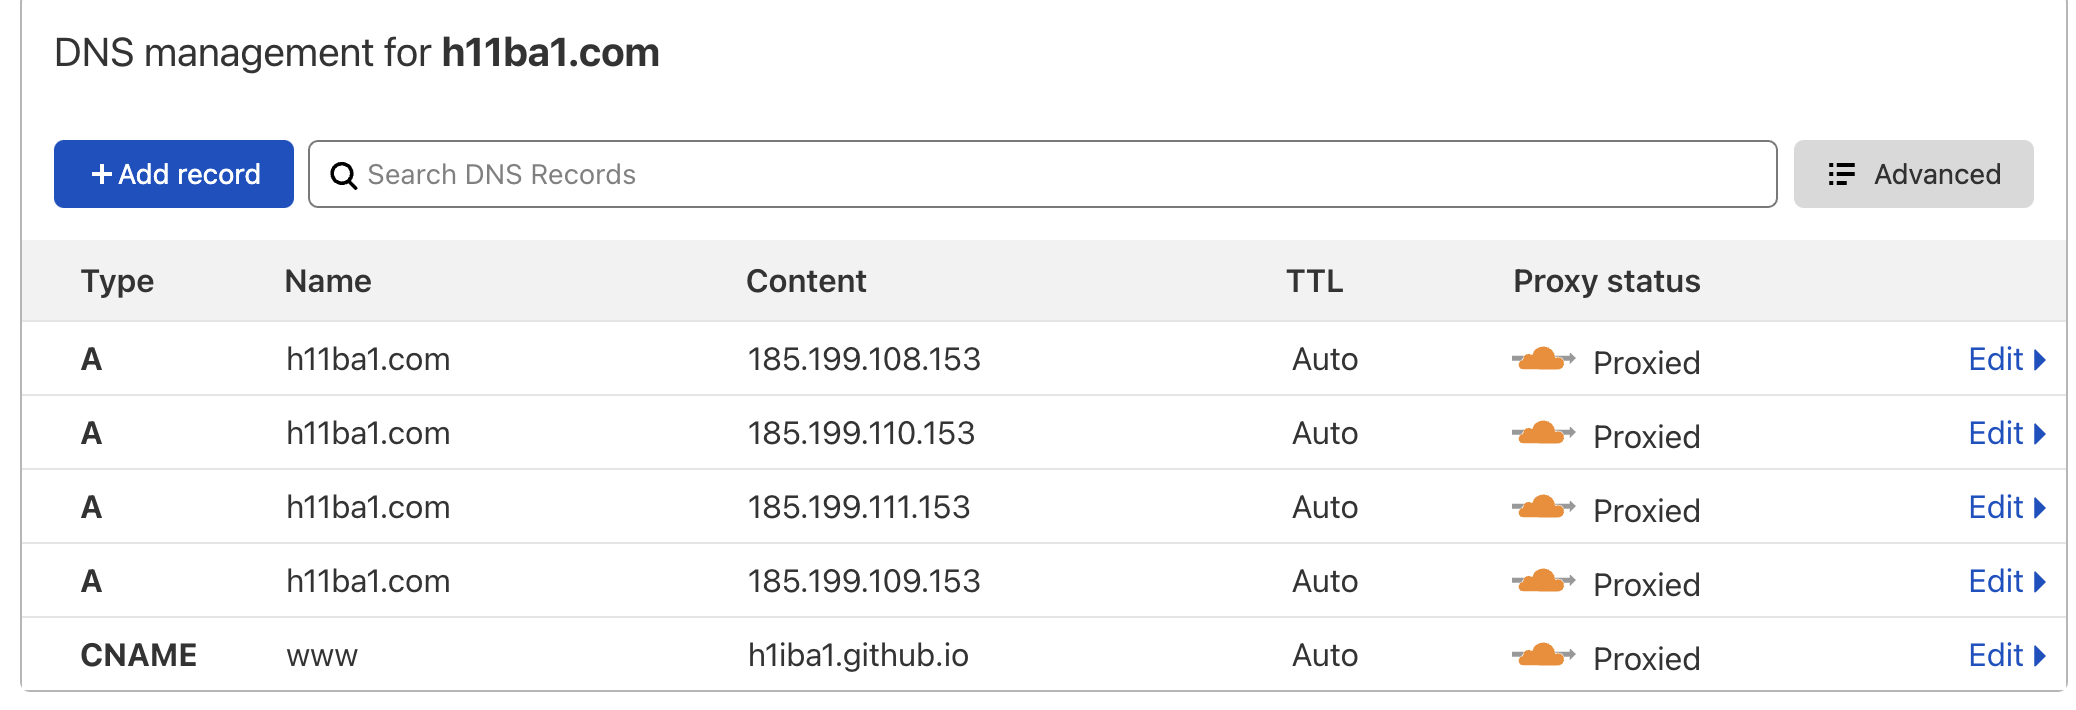 DNS management for h11ba1.com
+ Add record
Search DNS Records
Advanced
Type Name Content TTL Proxy status
A h11ba1.com 185.199.108.153 Auto Proxied Edit
A h11ba1.com 185.199.110.153 Auto Proxied Edit
A h11ba1.com 185.199.111.153 Auto Proxied Edit
A h11ba1.com 185.199.109.153 Auto Proxied Edit
CNAME www h1iba1.github.io Auto Proxied Edit